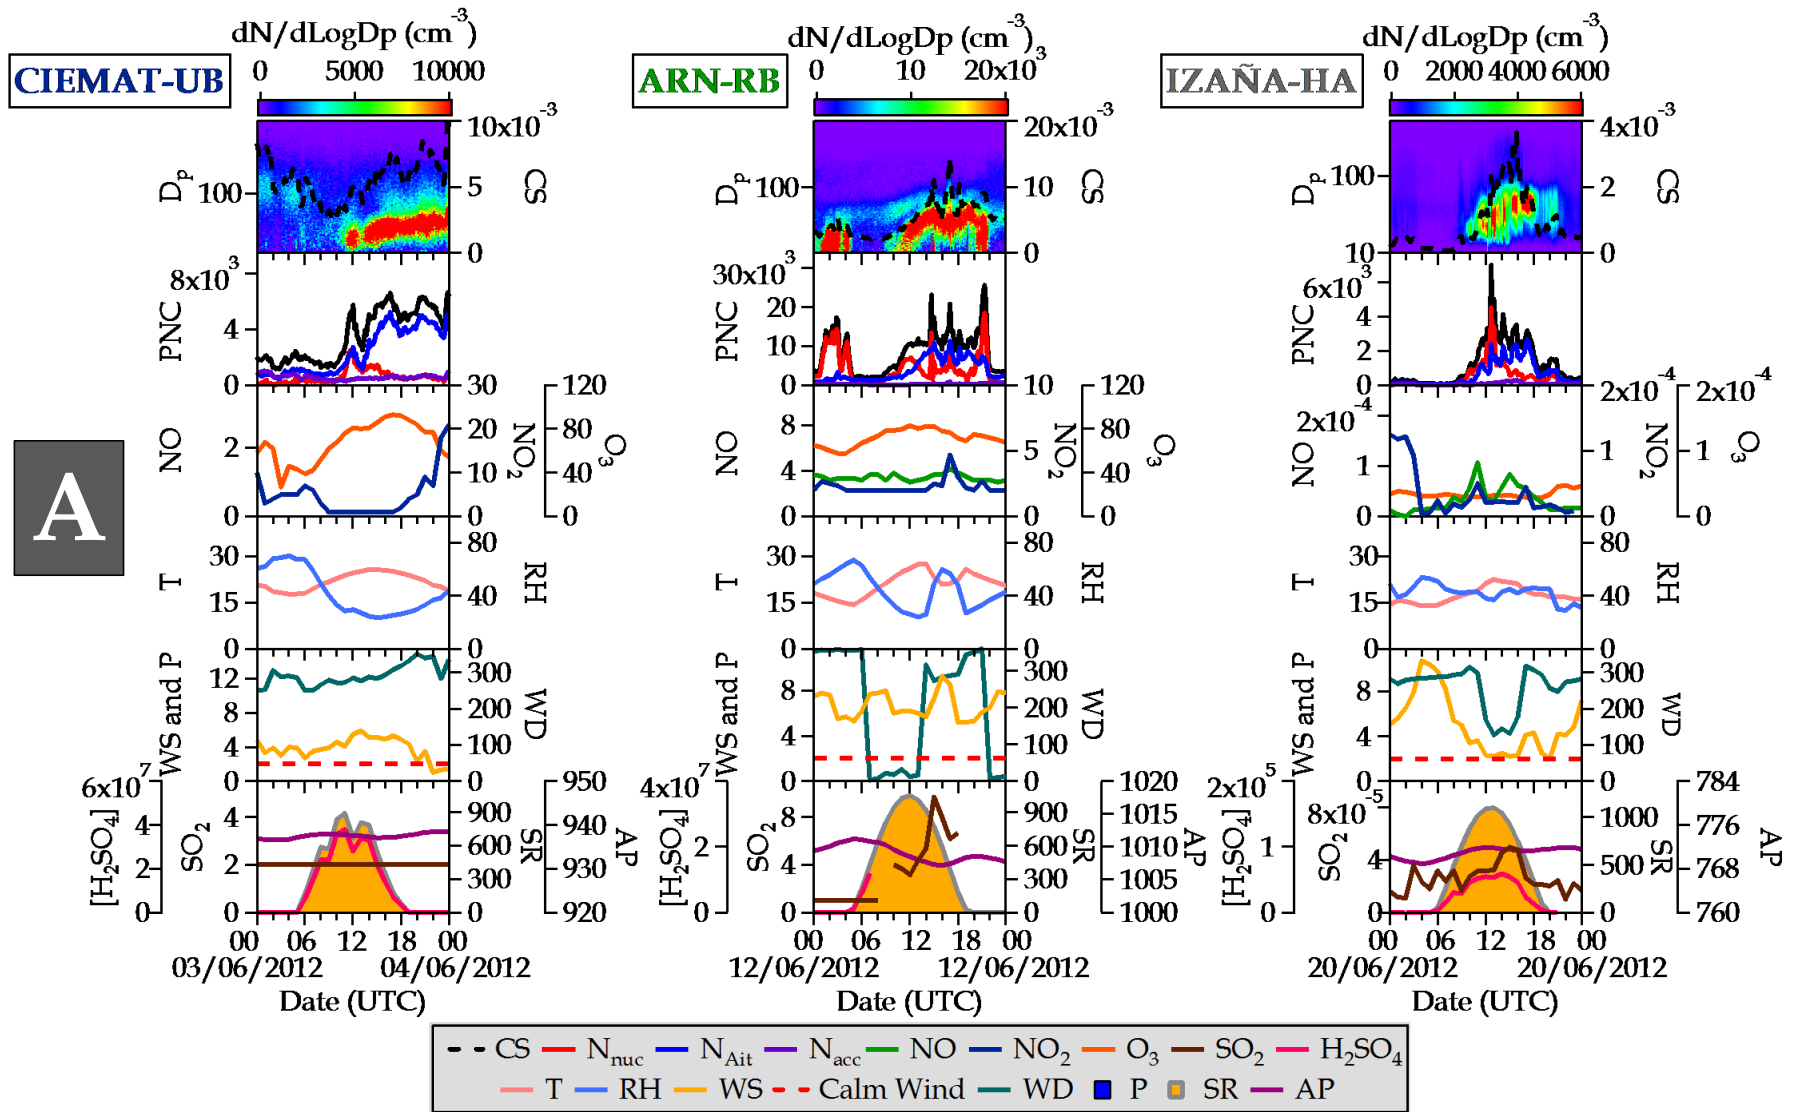 CIEMAT-UB
dN/dLogDp (cm⁻³)
0 5000 10000
10x10⁻³
Dₚ 100
5
0
CS
8x10³
4
0
PNC
30
20
10
0
NO₂
120
80
40
0
O₃
2
0
NO
30
15
0
T
80
40
0
RH
12
8
4
0
WS and P
300
200
100
0
WD
6x10⁷
4
2
0
[H₂SO₄]
4
2
0
SO₂
900
600
300
0
SR
950
940
930
920
AP
00 06 12 18 00
03/06/2012 04/06/2012
Date (UTC)
ARN-RB
dN/dLogDp (cm⁻³)₃
0 10 20x10³
20x10⁻³
Dₚ 100
10
0
CS
30x10³
20
10
0
PNC
10
5
0
NO₂
120
80
40
0
O₃
8
4
0
NO
30
15
0
T
80
40
0
RH
8
4
0
WS and P
300
200
100
0
WD
4x10⁷
2
0
[H₂SO₄]
8
4
0
SO₂
900
600
300
0
SR
1020
1015
1010
1005
1000
AP
00 06 12 18 00
12/06/2012 12/06/2012
Date (UTC)
IZAÑA-HA
dN/dLogDp (cm⁻³)
0 2000 4000 6000
4x10⁻³
Dₚ 100
10
2
0
CS
6x10³
4
2
0
PNC
2x10⁻⁴
1
0
NO₂
2x10⁻⁴
1
0
O₃
2x10⁻⁴
1
0
NO
30
15
0
T
80
40
0
RH
8
4
0
WS and P
300
200
100
0
WD
2x10⁵
1
0
[H₂SO₄]
8x10⁻⁵
4
0
SO₂
1000
500
0
SR
784
776
768
760
AP
00 06 12 18 00
20/06/2012 20/06/2012
Date (UTC)
A
CS N_nuc N_Ait N_acc NO NO₂ O₃ SO₂ H₂SO₄
T RH WS Calm Wind WD P SR AP